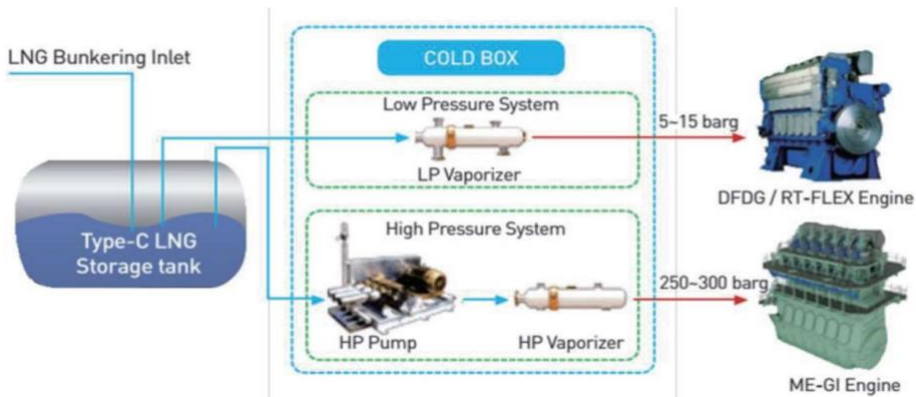 LNG Bunkering Inlet
COLD BOX
Low Pressure System
LP Vaporizer
5~15 barg
DFDG / RT-FLEX Engine
Type-C LNG
Storage tank
High Pressure System
HP Pump
HP Vaporizer
250~300 barg
ME-GI Engine